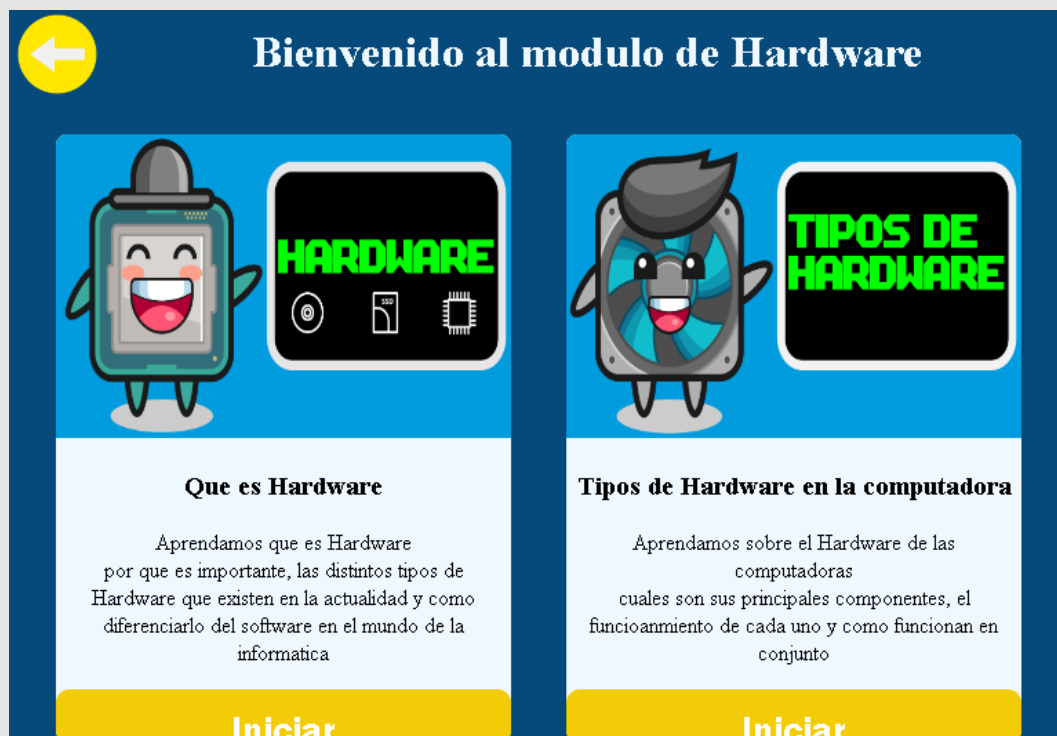 Bienvenido al modulo de Hardware
HARDWARE
SSD
Que es Hardware
Aprendamos que es Hardware
por que es importante, las distintos tipos de
Hardware que existen en la actualidad y como
diferenciarlo del software en el mundo de la
informatica
Iniciar
TIPOS DE
HARDWARE
Tipos de Hardware en la computadora
Aprendamos sobre el Hardware de las
computadoras
cuales son sus principales componentes, el
funcioanmiento de cada uno y como funcionan en
conjunto
Iniciar